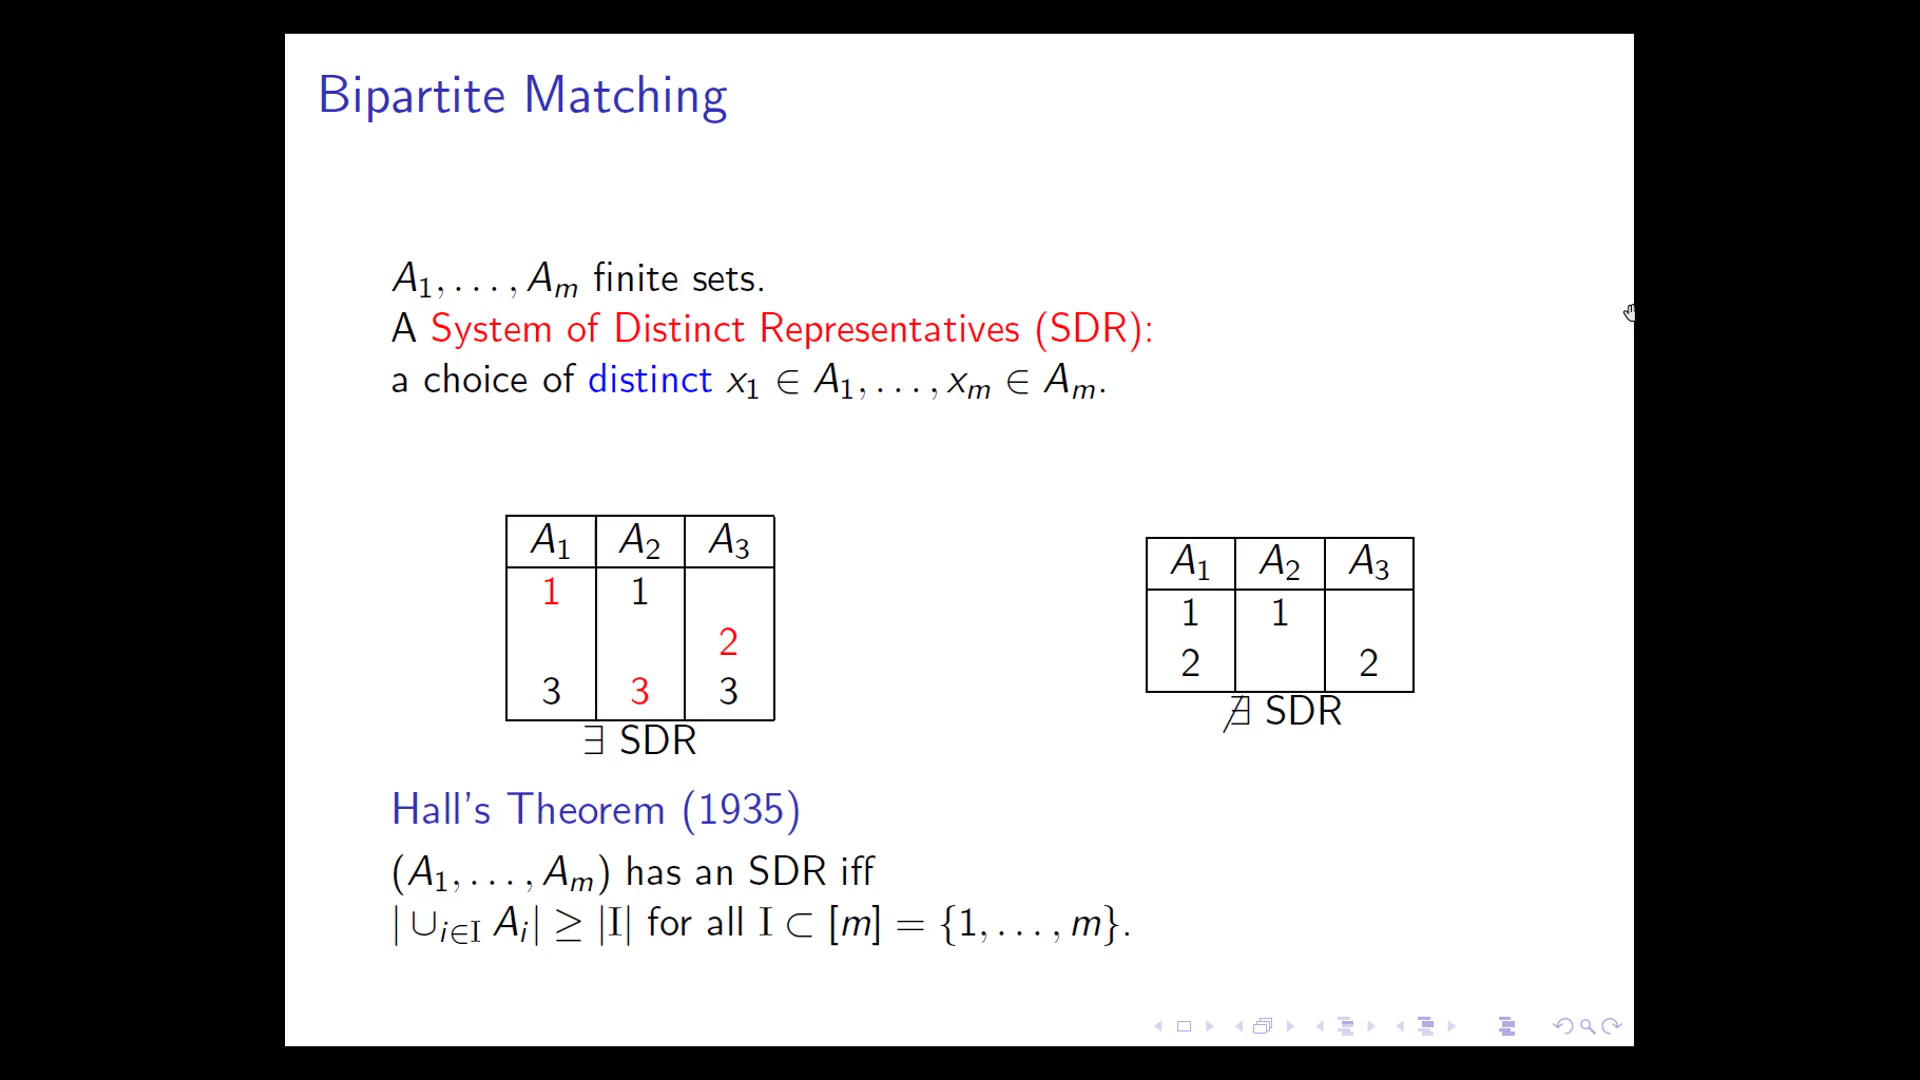 Bipartite Matching
A₁, . . . , Aₘ finite sets.
A System of Distinct Representatives (SDR):
a choice of distinct x₁ ∈ A₁, . . . , xₘ ∈ Aₘ.
A₁ A₂ A₃
1 1
2
3 3 3
∃ SDR
A₁ A₂ A₃
1 1
2 2
∄ SDR
Hall's Theorem (1935)
(A₁, . . . , Aₘ) has an SDR iff
| ∪_{i∈I} Aᵢ| ≥ |I| for all I ⊂ [m] = {1, . . . , m}.